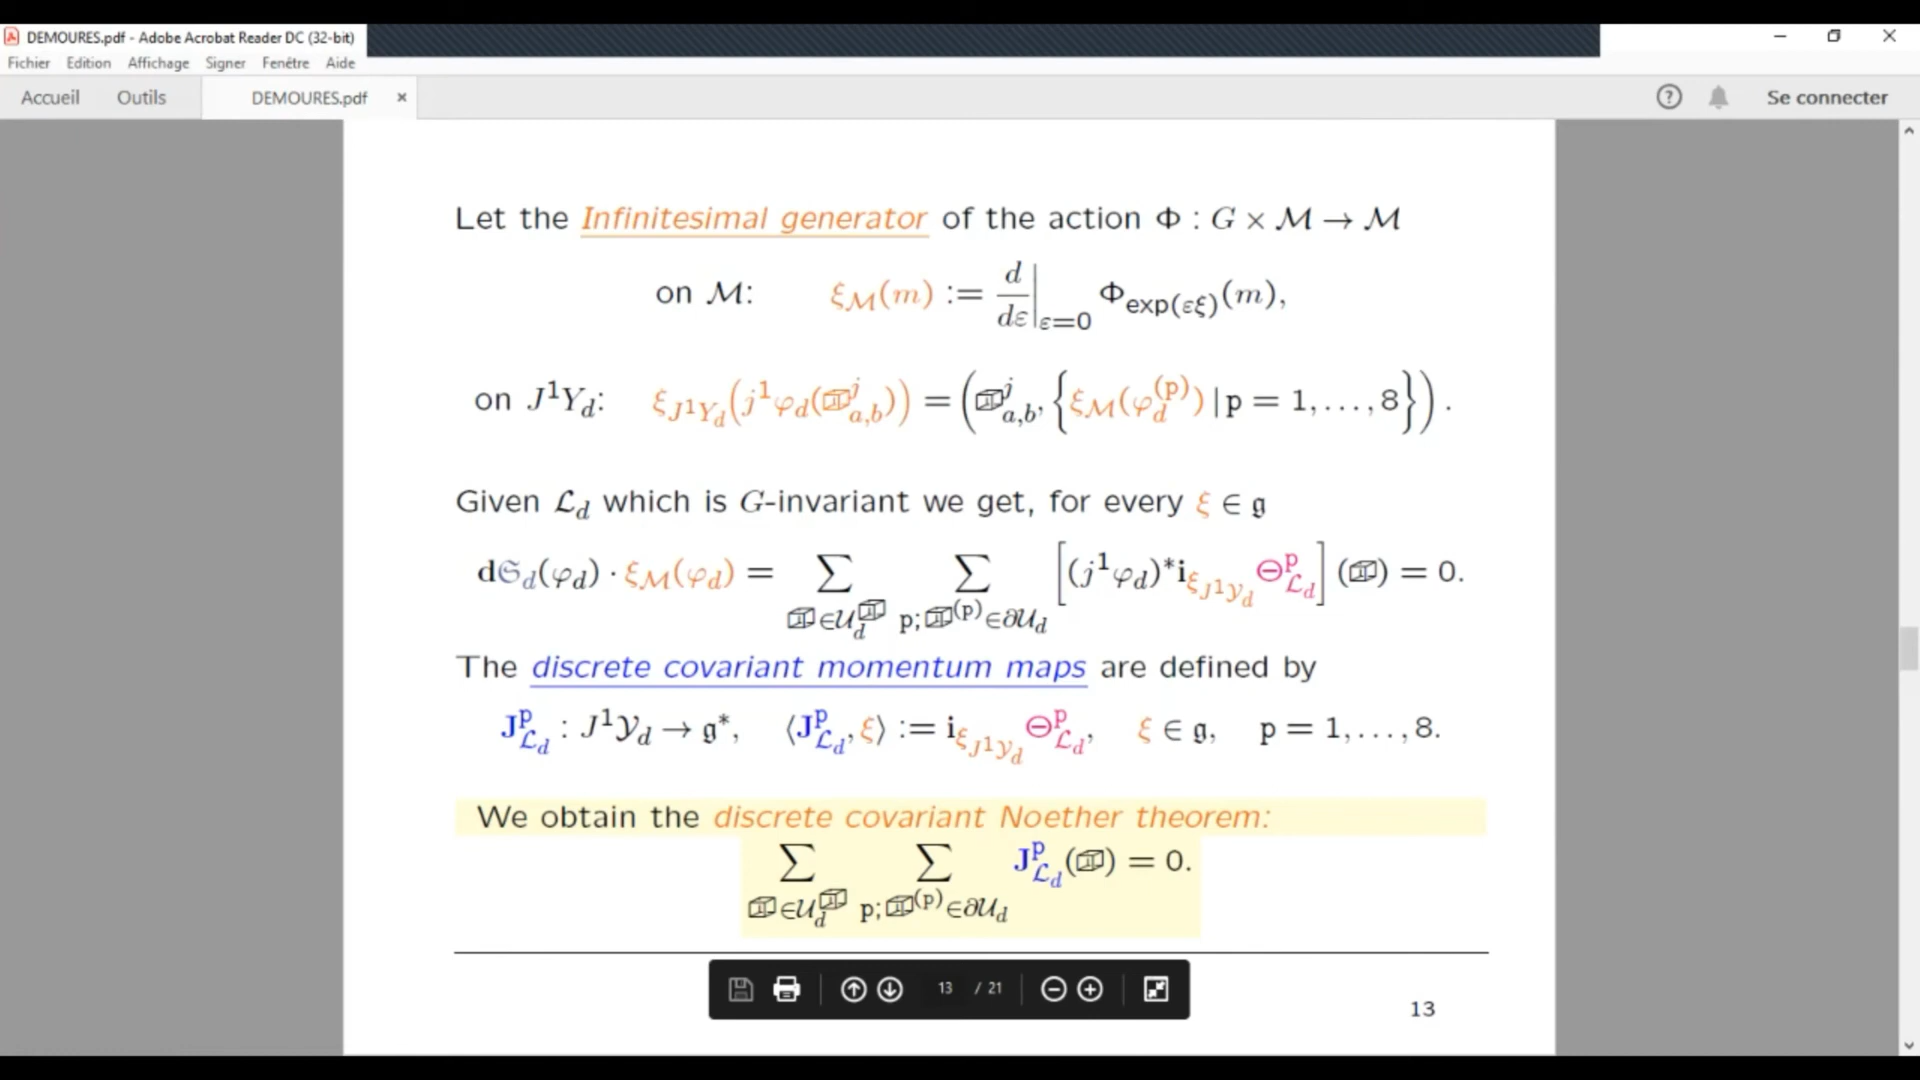 DEMOURES.pdf - Adobe Acrobat Reader DC (32-bit)
Fichier Edition Affichage Signer Fenêtre Aide
Accueil Outils DEMOURES.pdf × Se connecter
Let the Infinitesimal generator of the action Φ : G × ℳ → ℳ
on ℳ: ξ_ℳ(m) := d/dε|_{ε=0} Φ_{exp(εξ)}(m),
on J¹Y_d: ξ_{J¹Y_d}(j¹φ_d(□^j_{a,b})) = (□^j_{a,b}, {ξ_ℳ(φ_d^{(p)}) | p = 1, . . . , 8}) .
Given ℒ_d which is G-invariant we get, for every ξ ∈ 𝔤
d𝔖_d(φ_d) · ξ_ℳ(φ_d) = ∑_{□∈𝒰_d^□} ∑_{p;□^{(p)}∈∂𝒰_d} [(j¹φ_d)* i_{ξ_{J¹𝒴_d}} Θ^p_{ℒ_d}] (□) = 0.
The discrete covariant momentum maps are defined by
J^p_{ℒ_d} : J¹𝒴_d → 𝔤*, ⟨J^p_{ℒ_d}, ξ⟩ := i_{ξ_{J¹𝒴_d}} Θ^p_{ℒ_d}, ξ ∈ 𝔤, p = 1, . . . , 8.
We obtain the discrete covariant Noether theorem:
∑_{□∈𝒰_d^□} ∑_{p;□^{(p)}∈∂𝒰_d} J^p_{ℒ_d}(□) = 0.
13 / 21
13